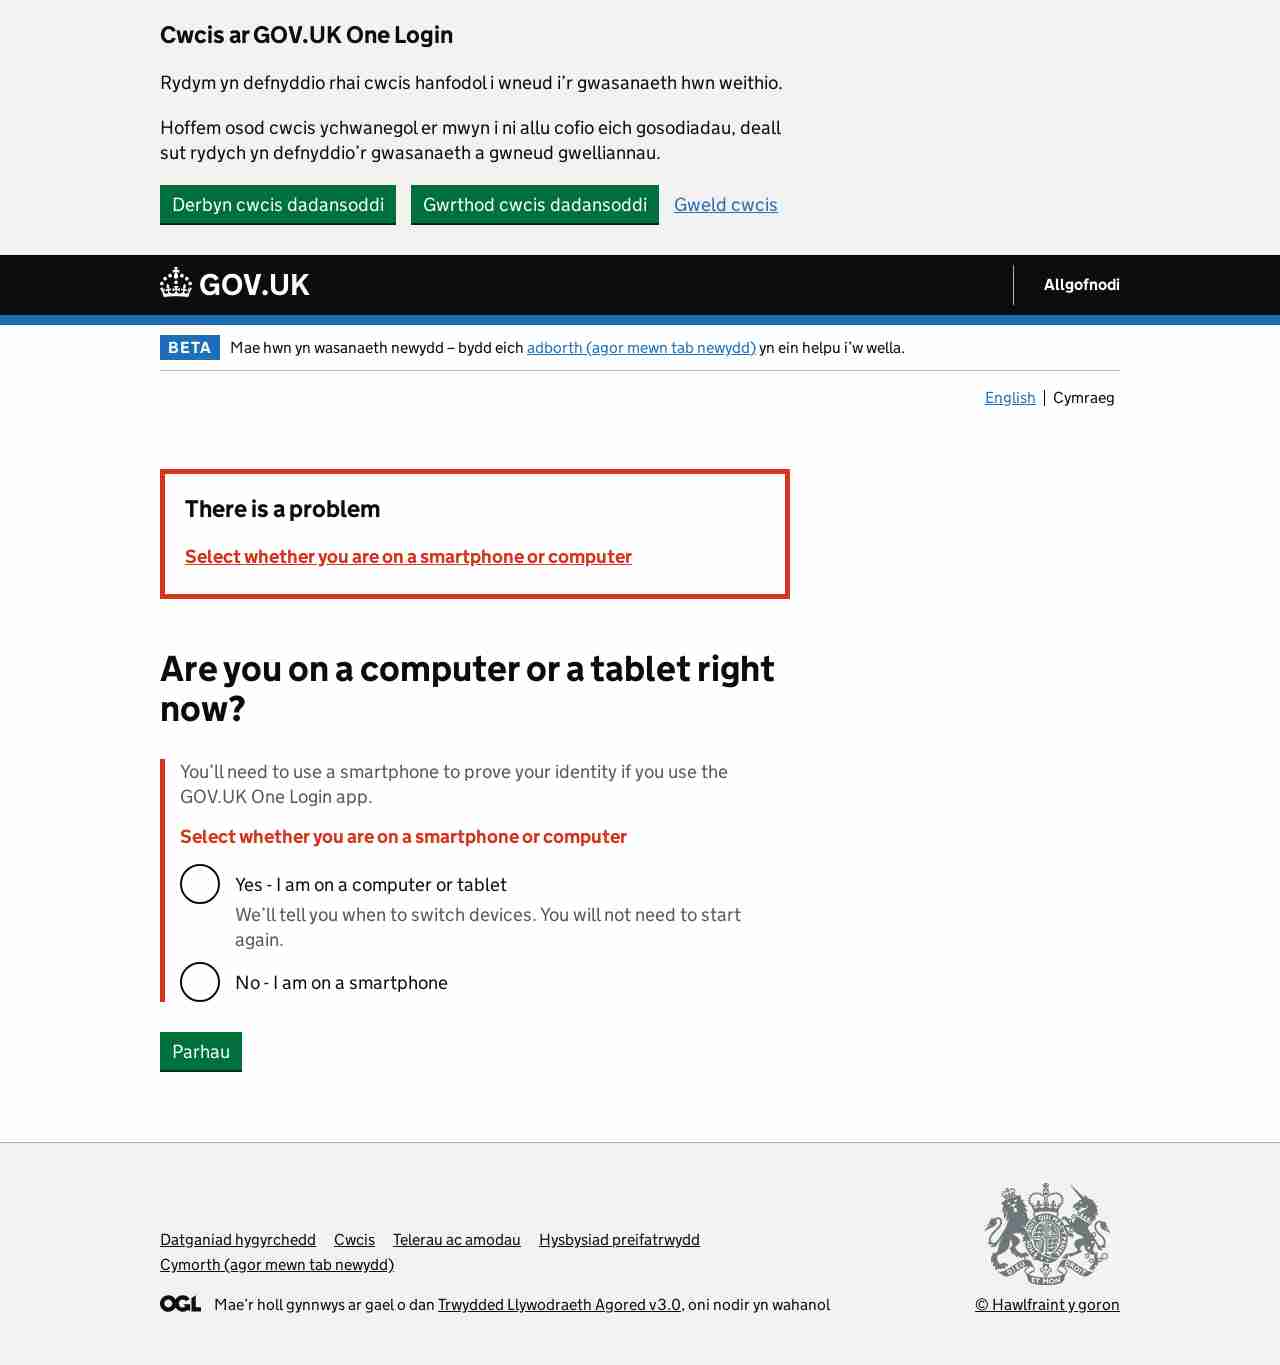 Cwcis ar GOV.UK One Login
Rydym yn defnyddio rhai cwcis hanfodol i wneud i’r gwasanaeth hwn weithio.
Hoffem osod cwcis ychwanegol er mwyn i ni allu cofio eich gosodiadau, deall
sut rydych yn defnyddio’r gwasanaeth a gwneud gwelliannau.
Derbyn cwcis dadansoddi Gwrthod cwcis dadansoddi Gweld cwcis
GOV.UK Allgofnodi
BETA Mae hwn yn wasanaeth newydd – bydd eich adborth (agor mewn tab newydd) yn ein helpu i’w wella.
English Cymraeg
There is a problem
Select whether you are on a smartphone or computer
Are you on a computer or a tablet right
now?
You’ll need to use a smartphone to prove your identity if you use the
GOV.UK One Login app.
Select whether you are on a smartphone or computer
Yes - I am on a computer or tablet
We’ll tell you when to switch devices. You will not need to start
again.
No - I am on a smartphone
Parhau
Datganiad hygyrchedd Cwcis Telerau ac amodau Hysbysiad preifatrwydd
Cymorth (agor mewn tab newydd)
OGL Mae’r holl gynnwys ar gael o dan Trwydded Llywodraeth Agored v3.0, oni nodir yn wahanol
© Hawlfraint y goron